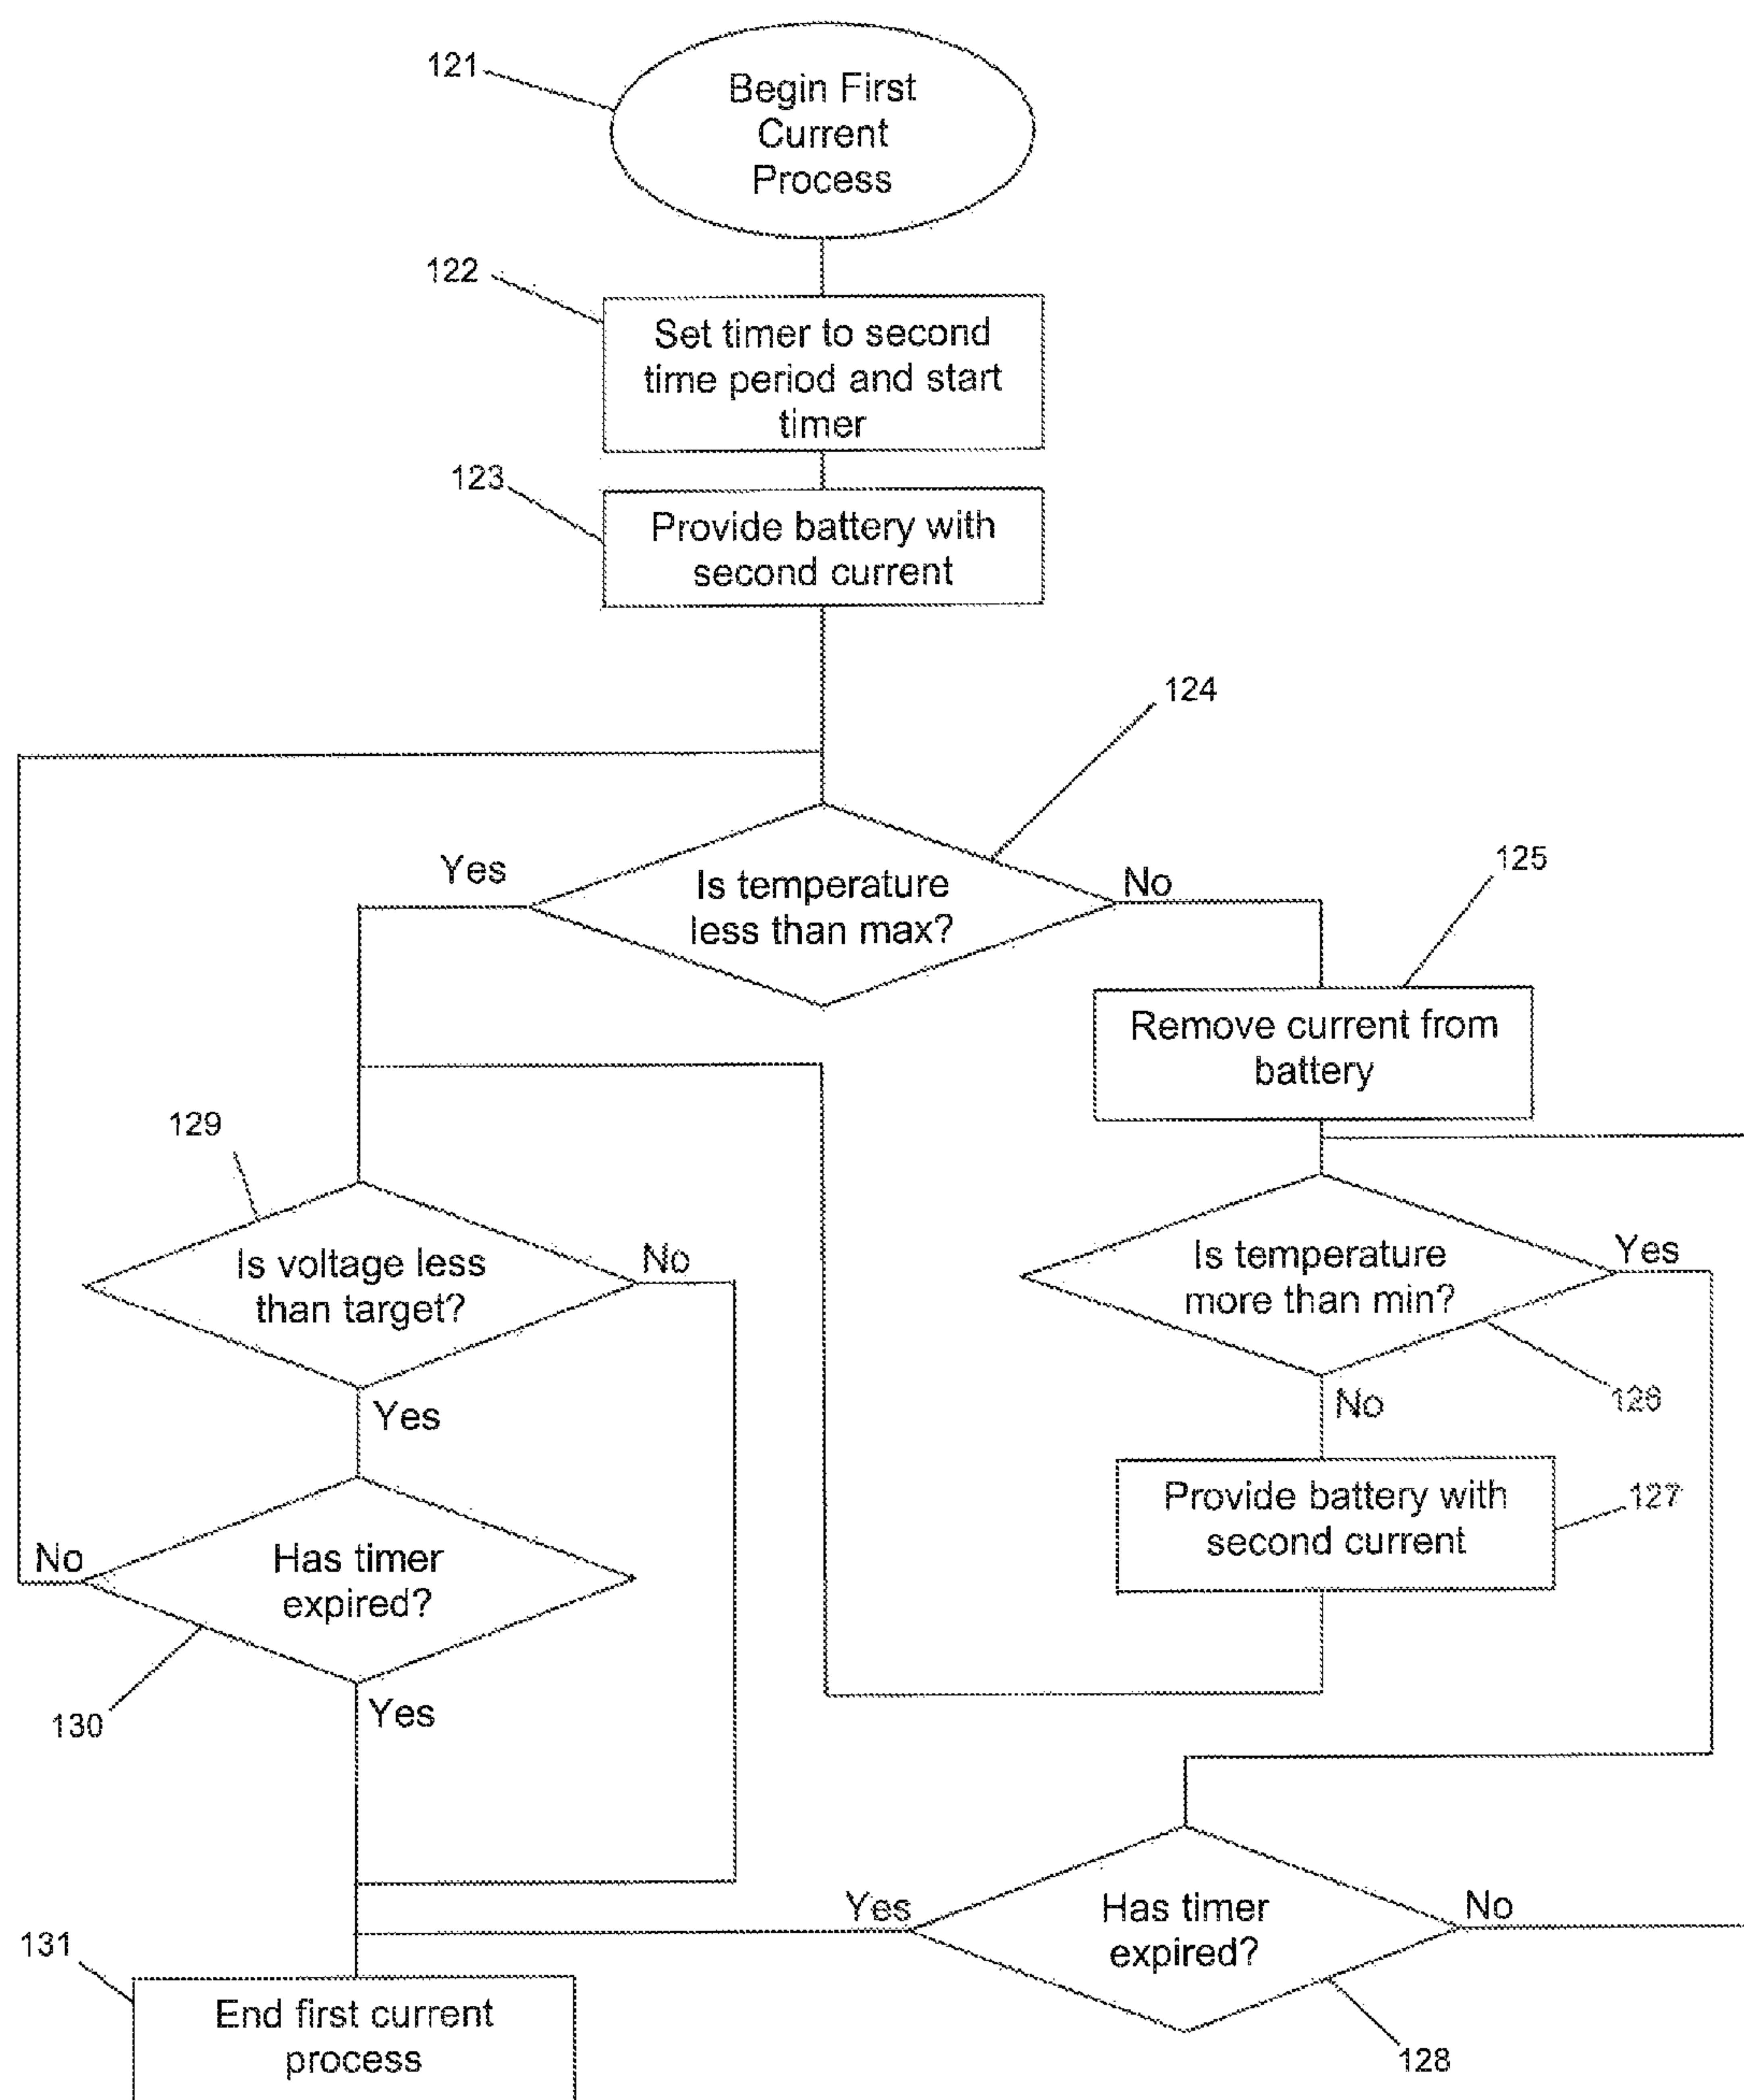 121
Begin First
Current
Process
122
Set timer to second
time period and start
timer
123
Provide battery with
second current
124
Yes
Is temperature
less than max?
No
125
Remove current from
battery
129
Is voltage less
than target?
No
Yes
Is temperature
more than min?
Yes
126
No
Provide battery with
second current
127
No
Has timer
expired?
130
Yes
Yes
Has timer
expired?
No
128
131
End first current
process